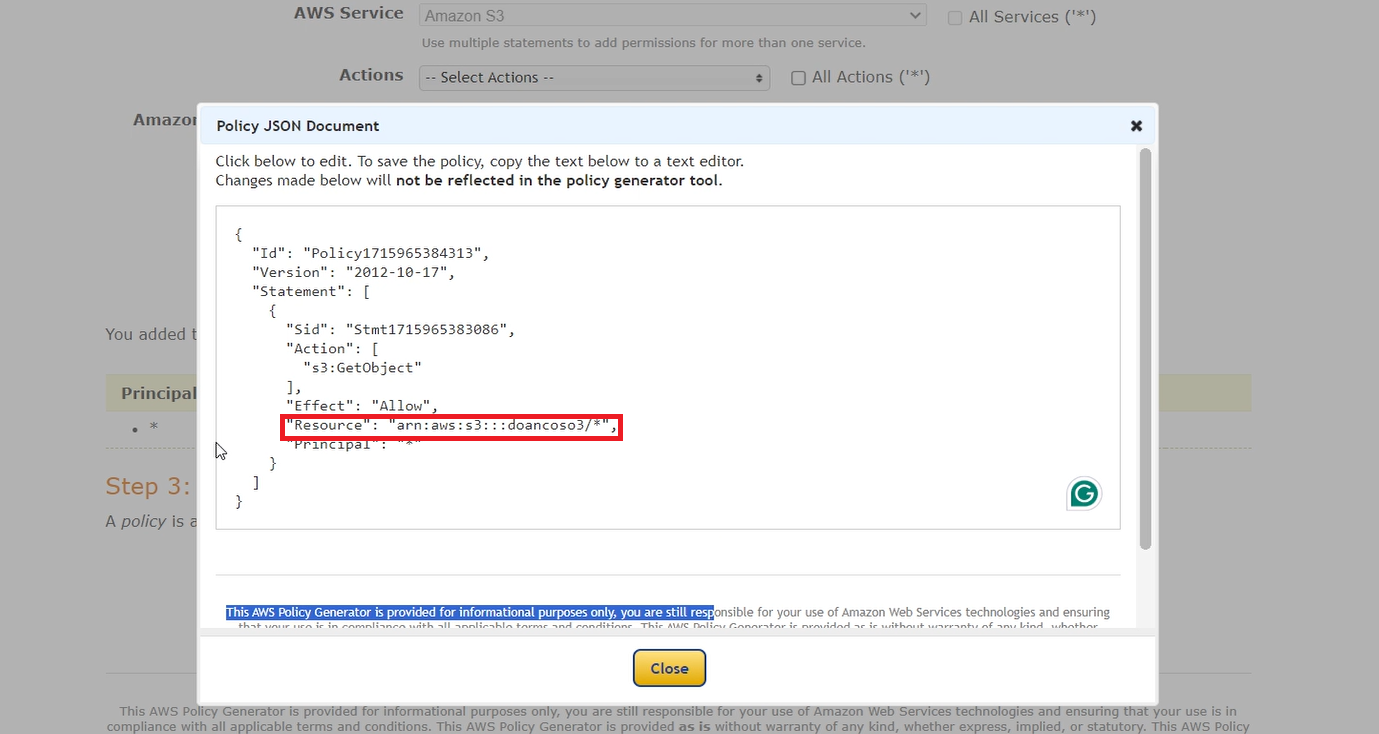 AWS Service
Amazon S3
All Services ('*')
Use multiple statements to add permissions for more than one service.
Actions
-- Select Actions --
All Actions ('*')
Amazon
Policy JSON Document
Click below to edit. To save the policy, copy the text below to a text editor.
Changes made below will not be reflected in the policy generator tool.
{
"Id": "Policy1715965384313",
"Version": "2012-10-17",
"Statement": [
{
"Sid": "Stmt1715965383086",
"Action": [
"s3:GetObject"
],
"Effect": "Allow",
"Resource": "arn:aws:s3:::doancoso3/*",
"Principal": "*"
}
]
}
You added
Principal
• *
Step 3:
A policy is a
This AWS Policy Generator is provided for informational purposes only, you are still responsible for your use of Amazon Web Services technologies and ensuring
that your use is in compliance with all applicable terms and conditions. This AWS Policy Generator is provided as is without warranty of any kind, whether
Close
This AWS Policy Generator is provided for informational purposes only, you are still responsible for your use of Amazon Web Services technologies and ensuring that your use is in
compliance with all applicable terms and conditions. This AWS Policy Generator is provided as is without warranty of any kind, whether express, implied, or statutory. This AWS Policy